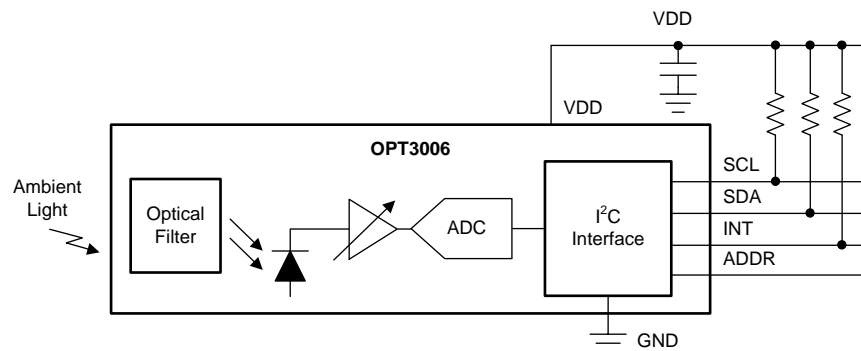 VDD
VDD
OPT3006
Ambient
Light
Optical
Filter
ADC
I²C
Interface
SCL
SDA
INT
ADDR
GND